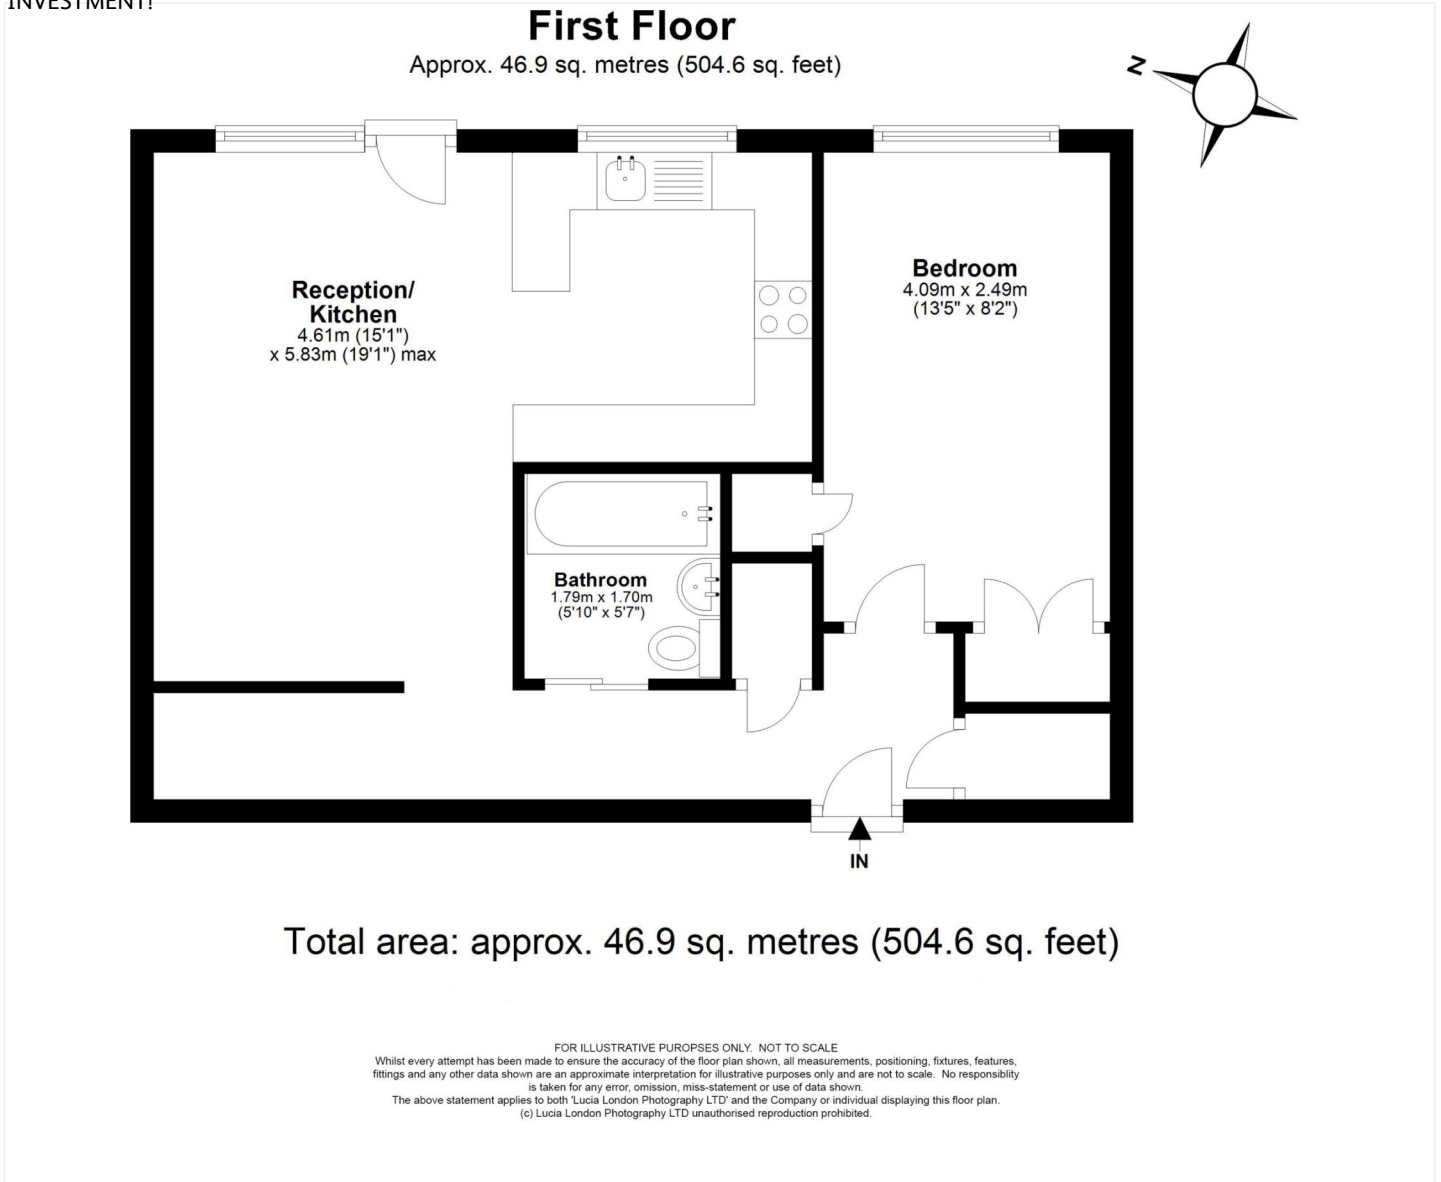 INVESTMENT!
First Floor
Approx. 46.9 sq. metres (504.6 sq. feet)
N
Reception/
Kitchen
4.61m (15'1")
x 5.83m (19'1") max
Bedroom
4.09m x 2.49m
(13'5" x 8'2")
Bathroom
1.79m x 1.70m
(5'10" x 5'7")
IN
Total area: approx. 46.9 sq. metres (504.6 sq. feet)
FOR ILLUSTRATIVE PUROPSES ONLY. NOT TO SCALE
Whilst every attempt has been made to ensure the accuracy of the floor plan shown, all measurements, positioning, fixtures, features,
fittings and any other data shown are an approximate interpretation for illustrative purposes only and are not to scale. No responsiblity
is taken for any error, omission, miss-statement or use of data shown.
The above statement applies to both 'Lucia London Photography LTD' and the Company or individual displaying this floor plan.
(c) Lucia London Photography LTD unauthorised reproduction prohibited.